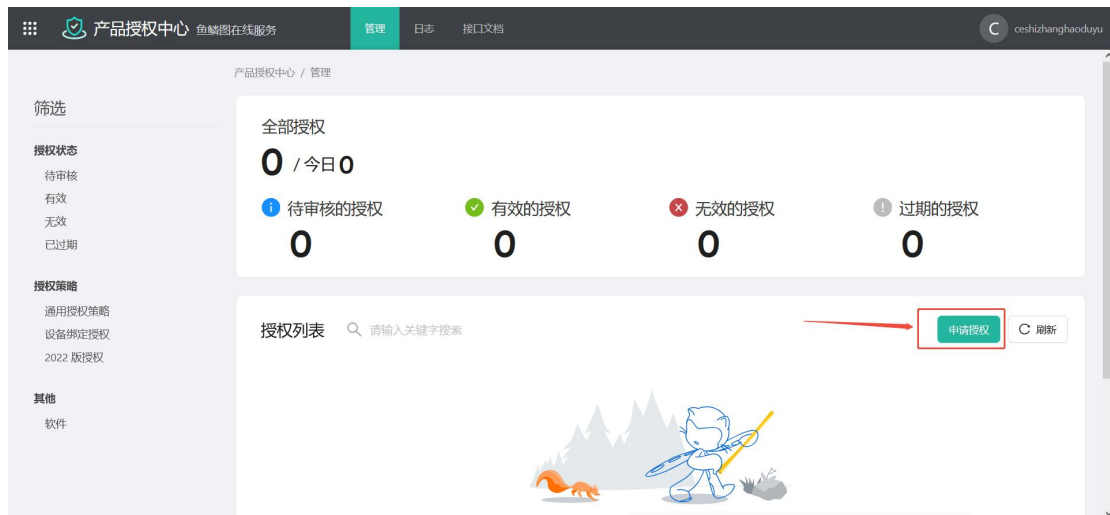 产品授权中心 鱼鳞图在线服务 管理 日志 接口文档 C ceshizhanghaoduyu
产品授权中心 / 管理
筛选
授权状态
待审核
有效
无效
已过期
授权策略
通用授权策略
设备绑定授权
2022 版授权
其他
软件
全部授权
0 / 今日 0
待审核的授权 有效的授权 无效的授权 过期的授权
0 0 0 0
授权列表 请输入关键字搜索 申请授权 刷新